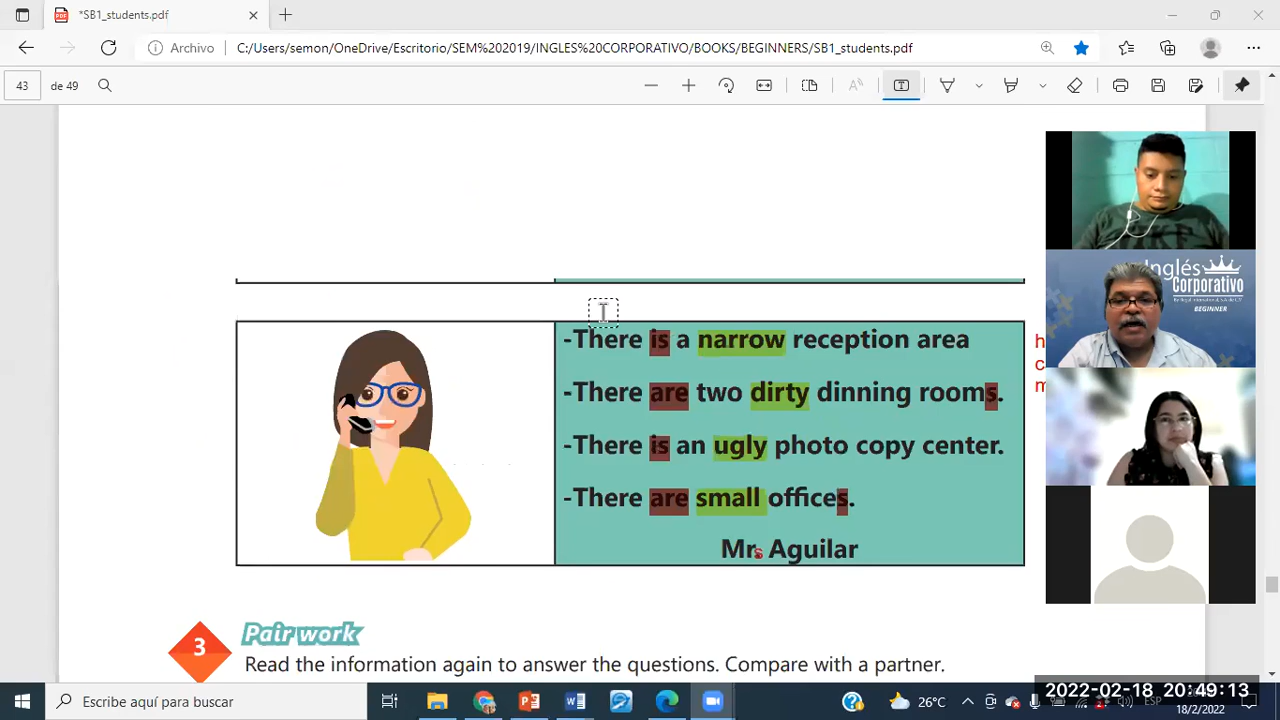 *SB1_students.pdf
Archivo
C:/Users/semon/OneDrive/Escritorio/SEM%202019/INGLES%20CORPORATIVO/BOOKS/BEGINNERS/SB1_students.pdf
43 de 49
-There is a narrow reception area
-There are two dirty dinning rooms.
-There is an ugly photo copy center.
-There are small offices.
Mrs Aguilar
h
c
m
Inglés
Corporativo
BEGINNER
3
Pair work
Read the information again to answer the questions. Compare with a partner.
Escribe aquí para buscar
26°C
ESP
2022-02-18 20:49:13
18/2/2022